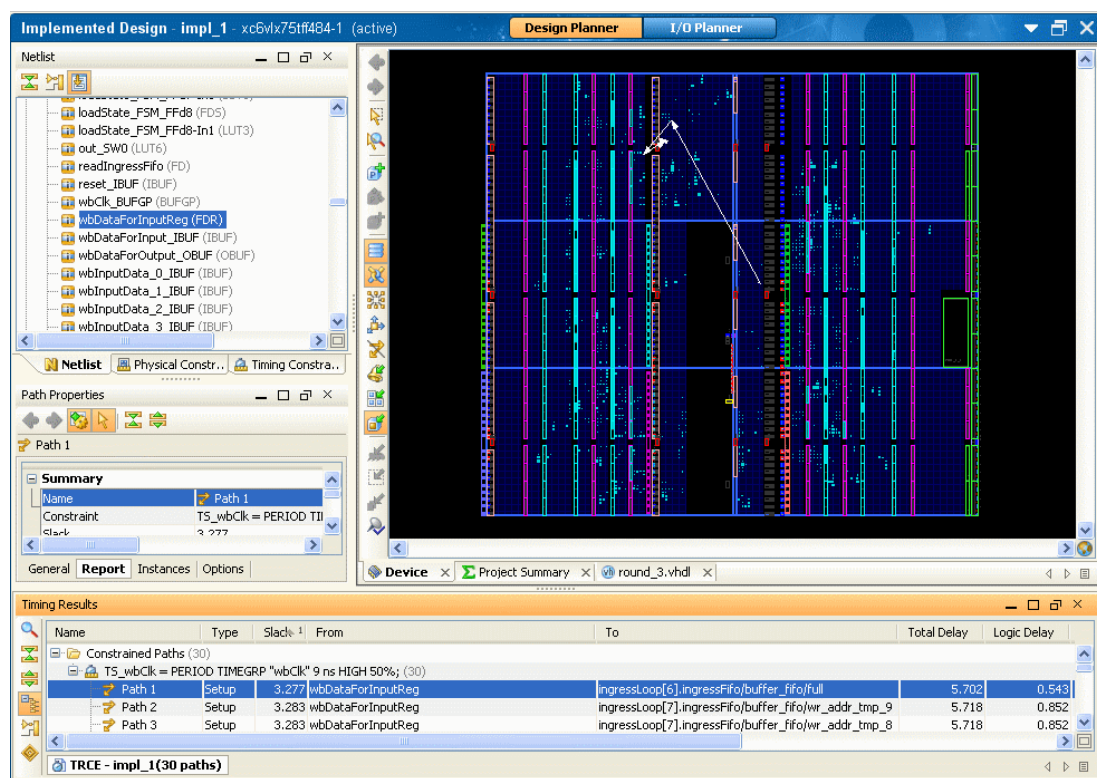 Implemented Design - impl_1 - xc6vlx75tff484-1 (active)
Design Planner
I/O Planner
Netlist
loadState_FSM_FFd8 (FDS)
loadState_FSM_FFd8-In1 (LUT3)
out_SW0 (LUT6)
readIngressFifo (FD)
reset_IBUF (IBUF)
wbClk_BUFGP (BUFGP)
wbDataForInputReg (FDR)
wbDataForInput_IBUF (IBUF)
wbDataForOutput_OBUF (OBUF)
wbInputData_0_IBUF (IBUF)
wbInputData_1_IBUF (IBUF)
wbInputData_2_IBUF (IBUF)
wbInputData_3_IBUF (IBUF)
Netlist
Physical Constr..
Timing Constra..
Path Properties
Path 1
Summary
Name Path 1
Constraint TS_wbClk = PERIOD TI
Slack 3.277
General Report Instances Options
Device
Project Summary
round_3.vhdl
Timing Results
Name Type Slack 1 From To Total Delay Logic Delay
Constrained Paths (30)
TS_wbClk = PERIOD TIMEGRP "wbClk" 9 ns HIGH 50%; (30)
Path 1 Setup 3.277 wbDataForInputReg ingressLoop[6].ingressFifo/buffer_fifo/full 5.702 0.543
Path 2 Setup 3.283 wbDataForInputReg ingressLoop[7].ingressFifo/buffer_fifo/wr_addr_tmp_9 5.718 0.852
Path 3 Setup 3.283 wbDataForInputReg ingressLoop[7].ingressFifo/buffer_fifo/wr_addr_tmp_8 5.718 0.852
TRCE - impl_1(30 paths)